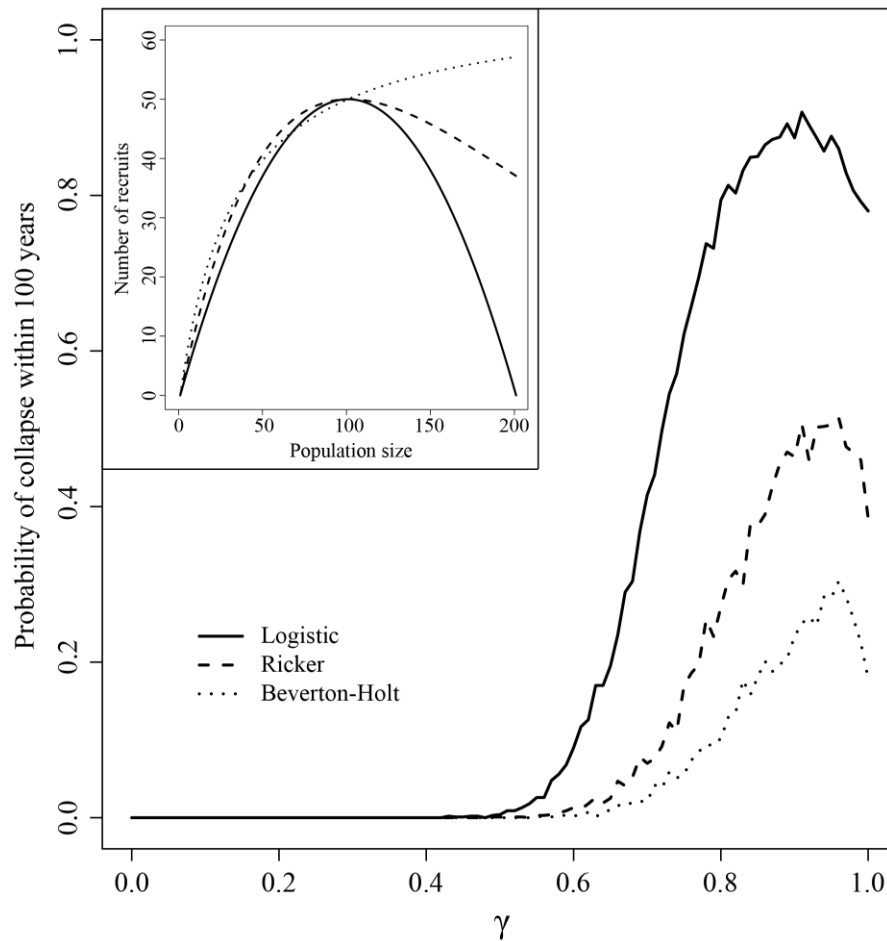 Probability of collapse within 100 years
1.0
0.8
0.6
0.4
0.2
0.0
Number of recruits
60
50
40
30
20
10
0
0 50 100 150 200
Population size
Logistic
Ricker
Beverton-Holt
0.0 0.2 0.4 0.6 0.8 1.0
γ